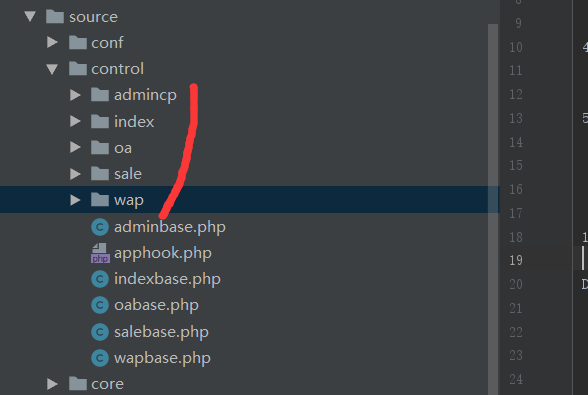 source
conf
control
admincp
index
oa
sale
wap
adminbase.php
apphook.php
indexbase.php
oabase.php
salebase.php
wapbase.php
core
9
10 4
11
12
13 5
14
15
16
17
18 1
19
20 D
21
22
23
24